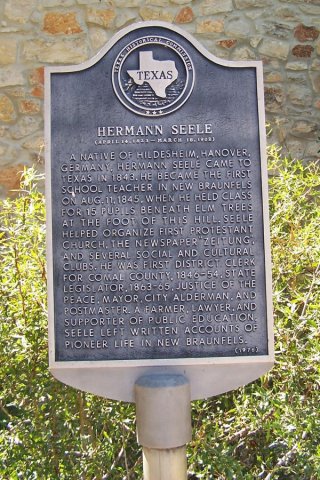 TEXAS HISTORICAL COMMISSION
TEXAS
HERMANN SEELE
(APRIL 14, 1823 - MARCH 18, 1902)
A NATIVE OF HILDESHEIM, HANOVER,
GERMANY, HERMANN SEELE CAME TO
TEXAS IN 1843. HE BECAME THE FIRST
SCHOOL TEACHER IN NEW BRAUNFELS
ON AUG. 11, 1845, WHEN HE HELD CLASS
FOR 15 PUPILS BENEATH ELM TREES
AT THE FOOT OF THIS HILL. SEELE
HELPED ORGANIZE FIRST PROTESTANT
CHURCH, THE NEWSPAPER "ZEITUNG",
AND SEVERAL SOCIAL AND CULTURAL
CLUBS. HE WAS FIRST DISTRICT CLERK
FOR COMAL COUNTY, 1846-54, STATE
LEGISLATOR, 1863-65, JUSTICE OF THE
PEACE, MAYOR, CITY ALDERMAN, AND
POSTMASTER. A FARMER, LAWYER, AND
SUPPORTER OF PUBLIC EDUCATION,
SEELE LEFT WRITTEN ACCOUNTS OF
PIONEER LIFE IN NEW BRAUNFELS.
(1976)